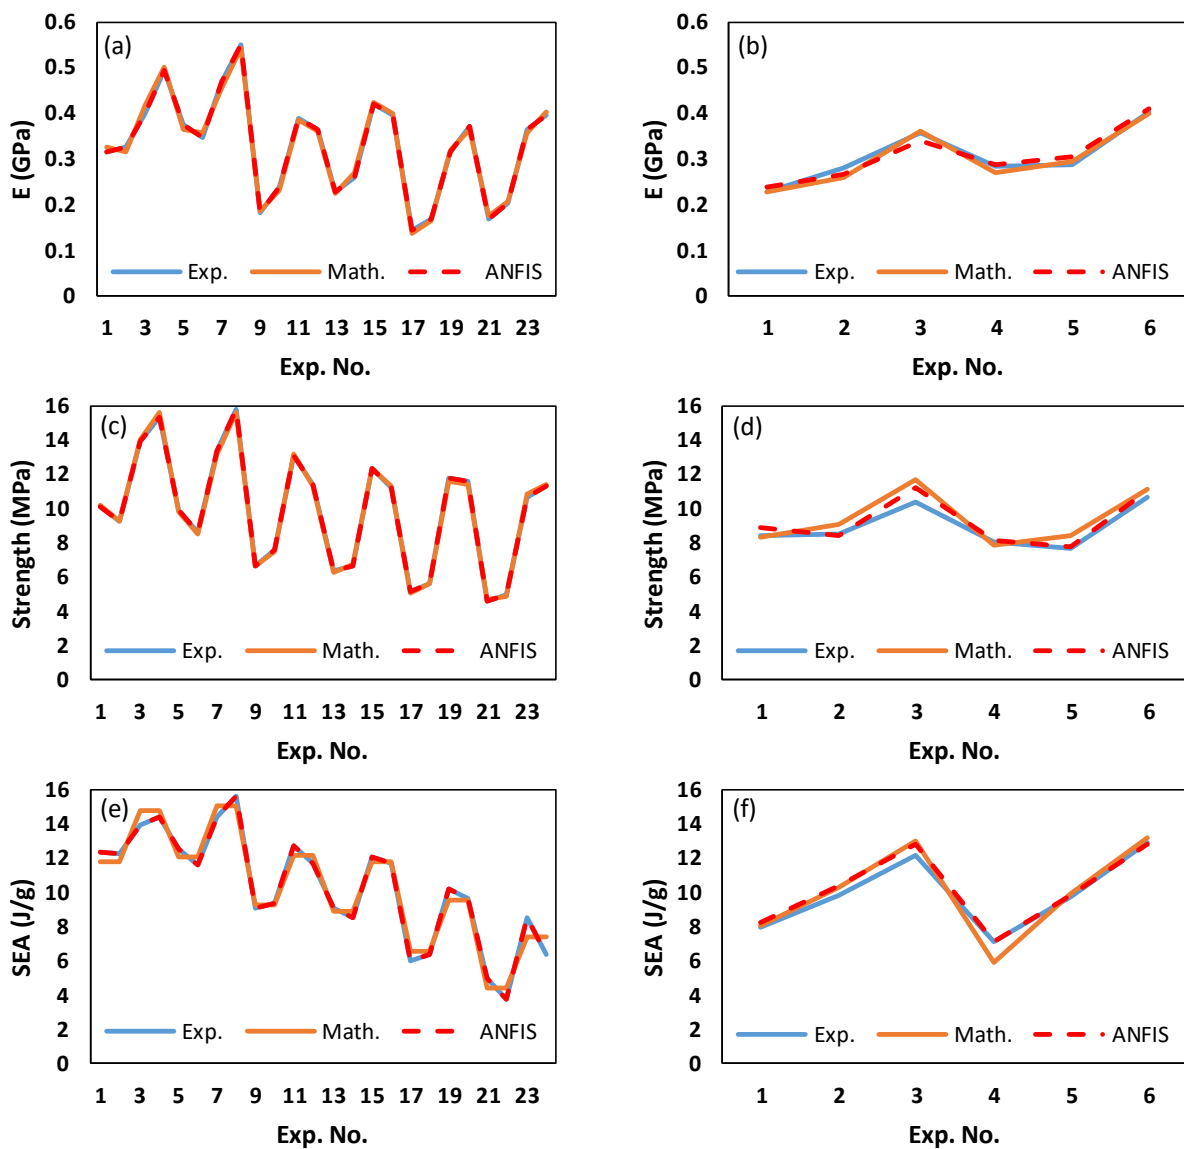 (a)
E (GPa)
0.6
0.5
0.4
0.3
0.2
0.1
0
Exp. Math. ANFIS
1 3 5 7 9 11 13 15 17 19 21 23
Exp. No.
(b)
E (GPa)
0.6
0.5
0.4
0.3
0.2
0.1
0
Exp. Math. ANFIS
1 2 3 4 5 6
Exp. No.
(c)
Strength (MPa)
16
14
12
10
8
6
4
2
0
Exp. Math. ANFIS
1 3 5 7 9 11 13 15 17 19 21 23
Exp. No.
(d)
Strength (MPa)
16
14
12
10
8
6
4
2
0
Exp. Math. ANFIS
1 2 3 4 5 6
Exp. No.
(e)
SEA (J/g)
16
14
12
10
8
6
4
2
0
Exp. Math. ANFIS
1 3 5 7 9 11 13 15 17 19 21 23
Exp. No.
(f)
SEA (J/g)
16
14
12
10
8
6
4
2
0
Exp. Math. ANFIS
1 2 3 4 5 6
Exp. No.